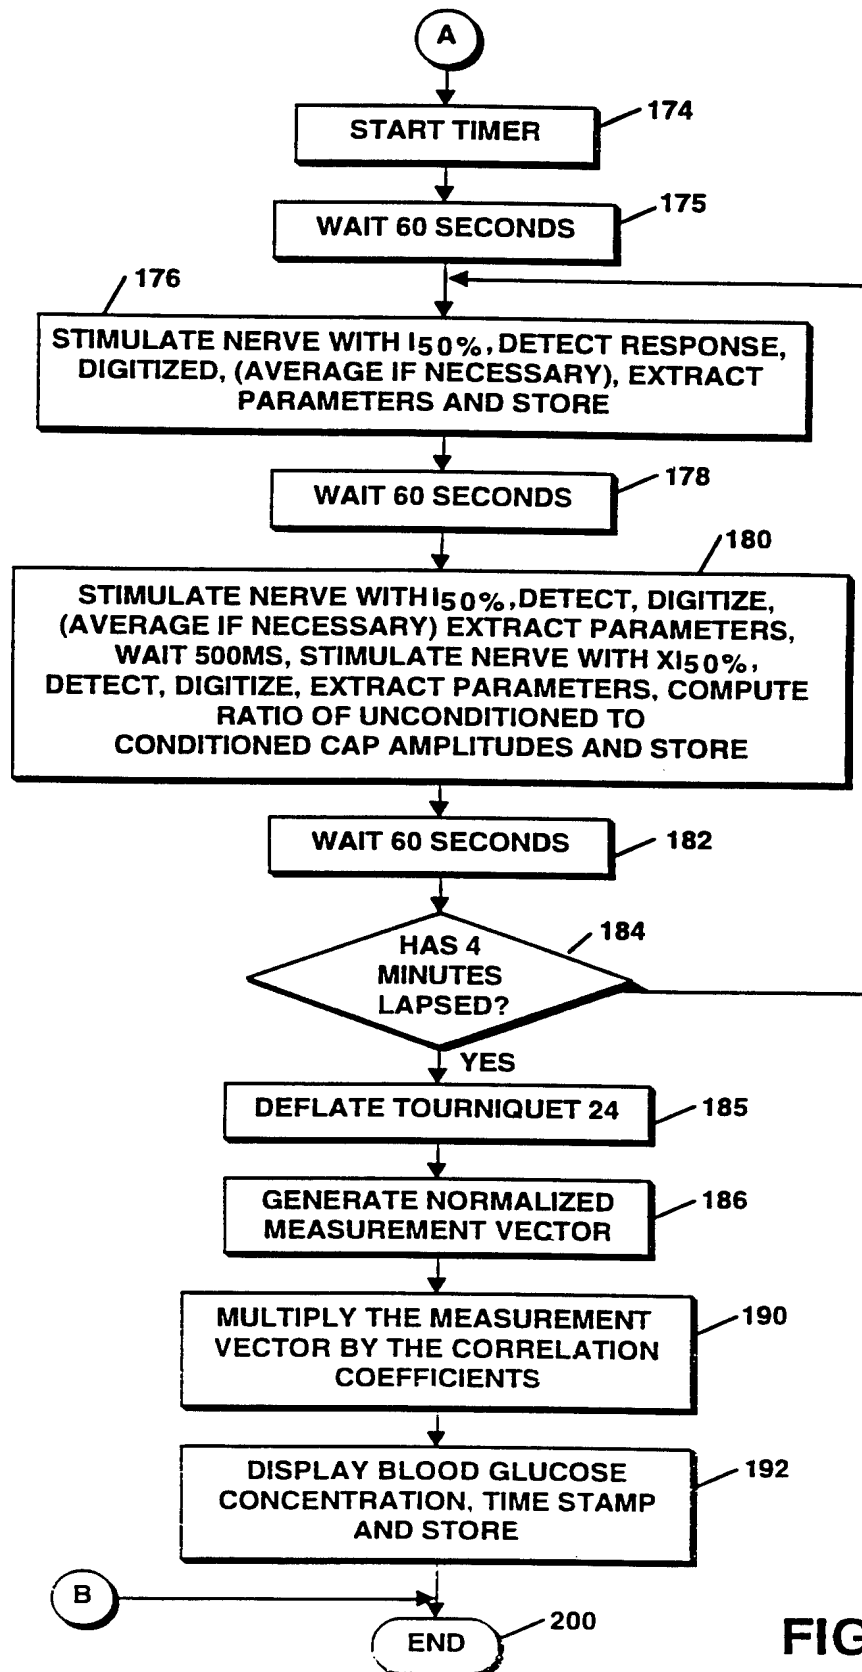 A
START TIMER
174
WAIT 60 SECONDS
175
176
STIMULATE NERVE WITH I50%, DETECT RESPONSE,
DIGITIZED, (AVERAGE IF NECESSARY), EXTRACT
PARAMETERS AND STORE
WAIT 60 SECONDS
178
180
STIMULATE NERVE WITH I50%, DETECT, DIGITIZE,
(AVERAGE IF NECESSARY) EXTRACT PARAMETERS,
WAIT 500MS, STIMULATE NERVE WITH XI50%,
DETECT, DIGITIZE, EXTRACT PARAMETERS, COMPUTE
RATIO OF UNCONDITIONED TO
CONDITIONED CAP AMPLITUDES AND STORE
WAIT 60 SECONDS
182
HAS 4
MINUTES
LAPSED?
184
YES
DEFLATE TOURNIQUET 24
185
GENERATE NORMALIZED
MEASUREMENT VECTOR
186
MULTIPLY THE MEASUREMENT
VECTOR BY THE CORRELATION
COEFFICIENTS
190
DISPLAY BLOOD GLUCOSE
CONCENTRATION, TIME STAMP
AND STORE
192
B
END
200
FIG